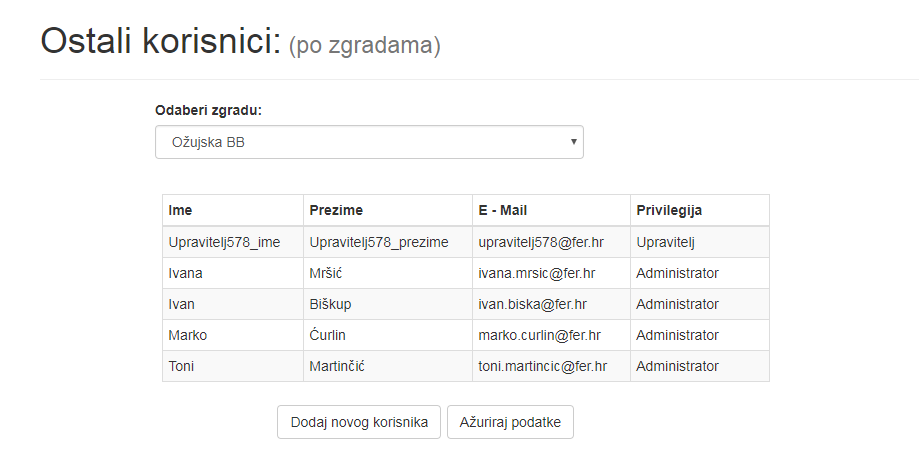 Ostali korisnici: (po zgradama)
Odaberi zgradu:
Ožujska BB
Ime Prezime E - Mail Privilegija
Upravitelj578_ime Upravitelj578_prezime upravitelj578@fer.hr Upravitelj
Ivana Mršić ivana.mrsic@fer.hr Administrator
Ivan Biškup ivan.biska@fer.hr Administrator
Marko Ćurlin marko.curlin@fer.hr Administrator
Toni Martinčić toni.martincic@fer.hr Administrator
Dodaj novog korisnika Ažuriraj podatke